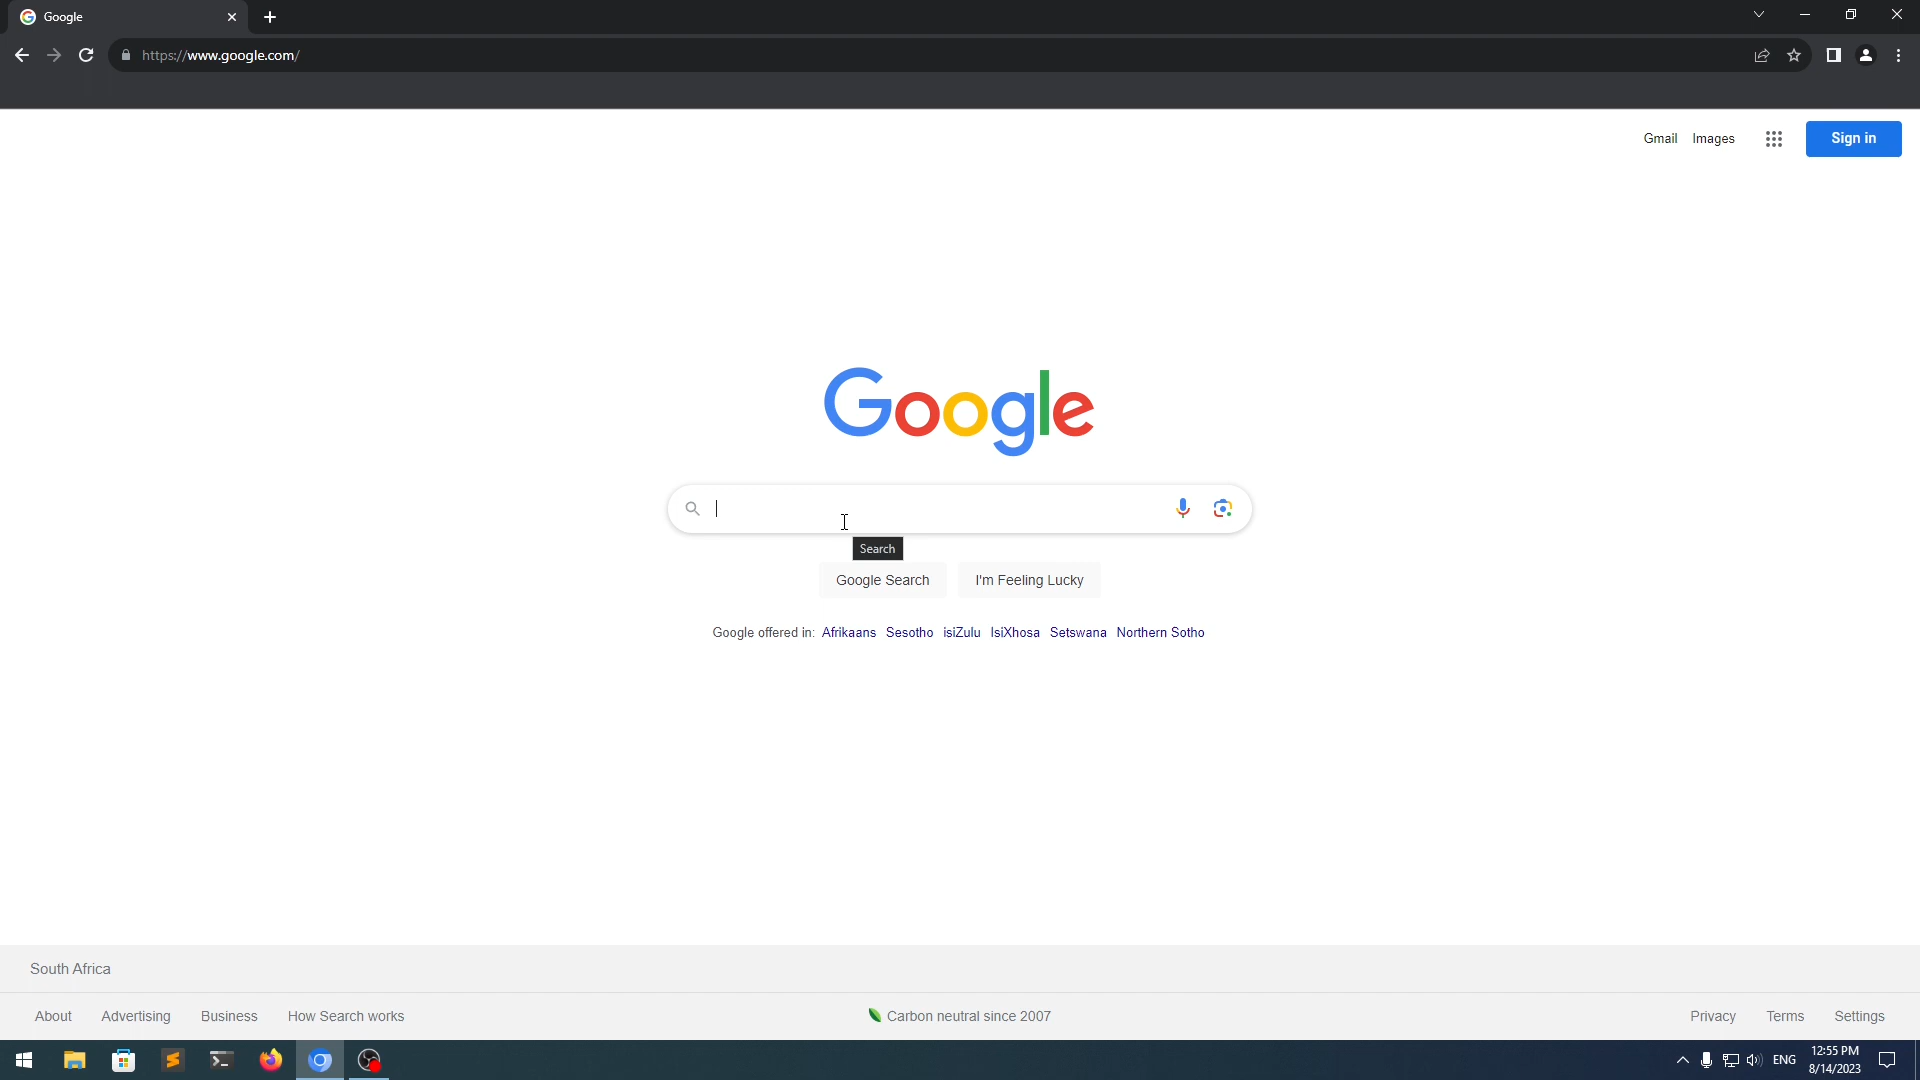 Google
https://www.google.com/
Gmail Images Sign in
Google
Search
Google Search I'm Feeling Lucky
Google offered in: Afrikaans Sesotho isiZulu IsiXhosa Setswana Northern Sotho
South Africa
About Advertising Business How Search works Carbon neutral since 2007 Privacy Terms Settings
ENG 12:55 PM
8/14/2023